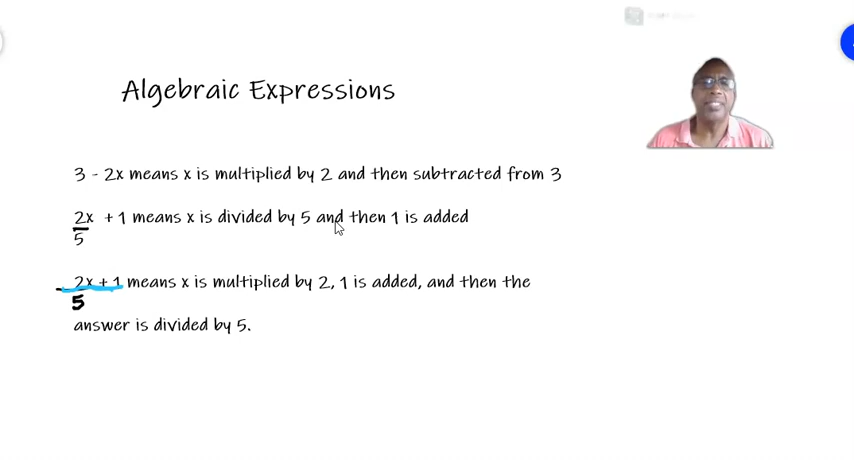 Algebraic Expressions
3 - 2x means x is multiplied by 2 and then subtracted from 3
2x + 1 means x is divided by 5 and then 1 is added
5
2x + 1 means x is multiplied by 2, 1 is added, and then the
5
answer is divided by 5.